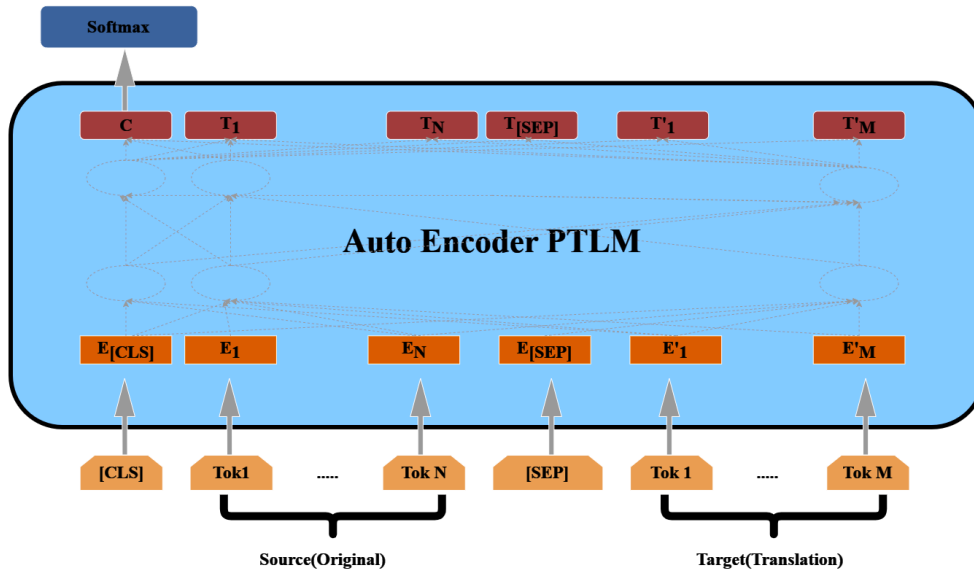 Softmax
C T1 TN T[SEP] T'1 T'M
Auto Encoder PTLM
E[CLS] E1 EN E[SEP] E'1 E'M
[CLS] Tok1 ..... Tok N [SEP] Tok 1 ..... Tok M
Source(Original) Target(Translation)